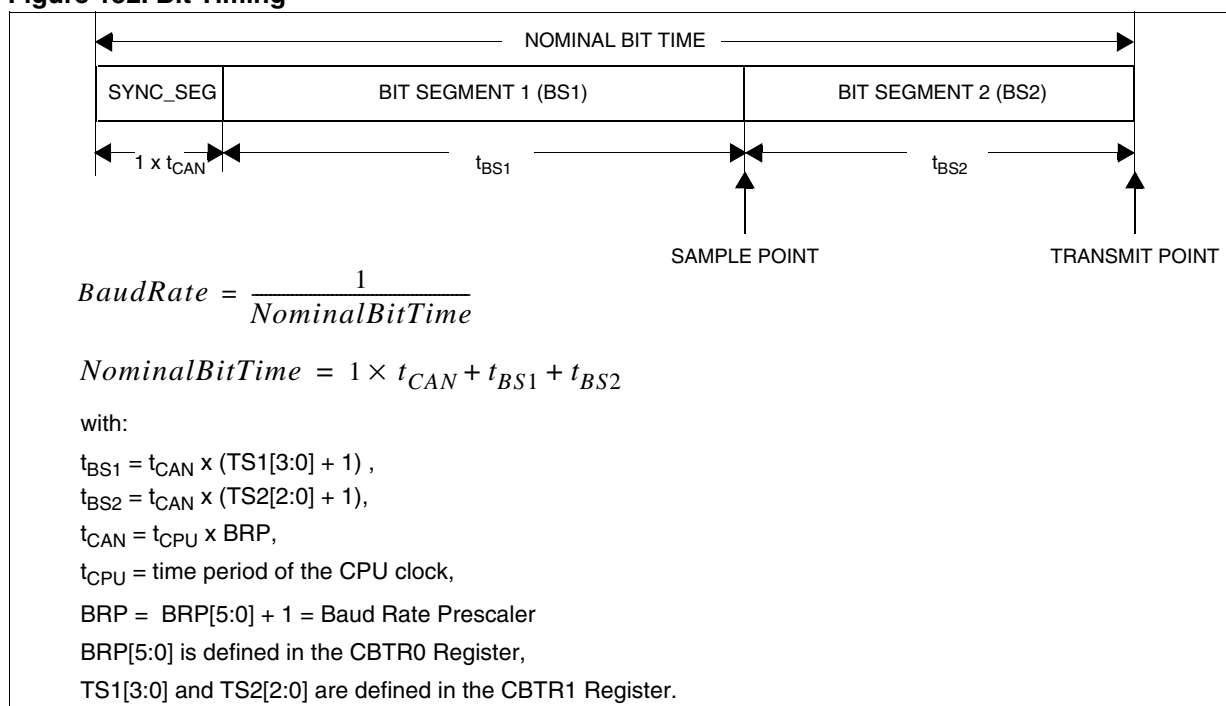 NOMINAL BIT TIME
SYNC_SEG BIT SEGMENT 1 (BS1) BIT SEGMENT 2 (BS2)
1 x tCAN tBS1 tBS2
SAMPLE POINT TRANSMIT POINT
BaudRate = 1 / NominalBitTime
NominalBitTime = 1 × tCAN + tBS1 + tBS2
with:
tBS1 = tCAN x (TS1[3:0] + 1) ,
tBS2 = tCAN x (TS2[2:0] + 1),
tCAN = tCPU x BRP,
tCPU = time period of the CPU clock,
BRP = BRP[5:0] + 1 = Baud Rate Prescaler
BRP[5:0] is defined in the CBTR0 Register,
TS1[3:0] and TS2[2:0] are defined in the CBTR1 Register.